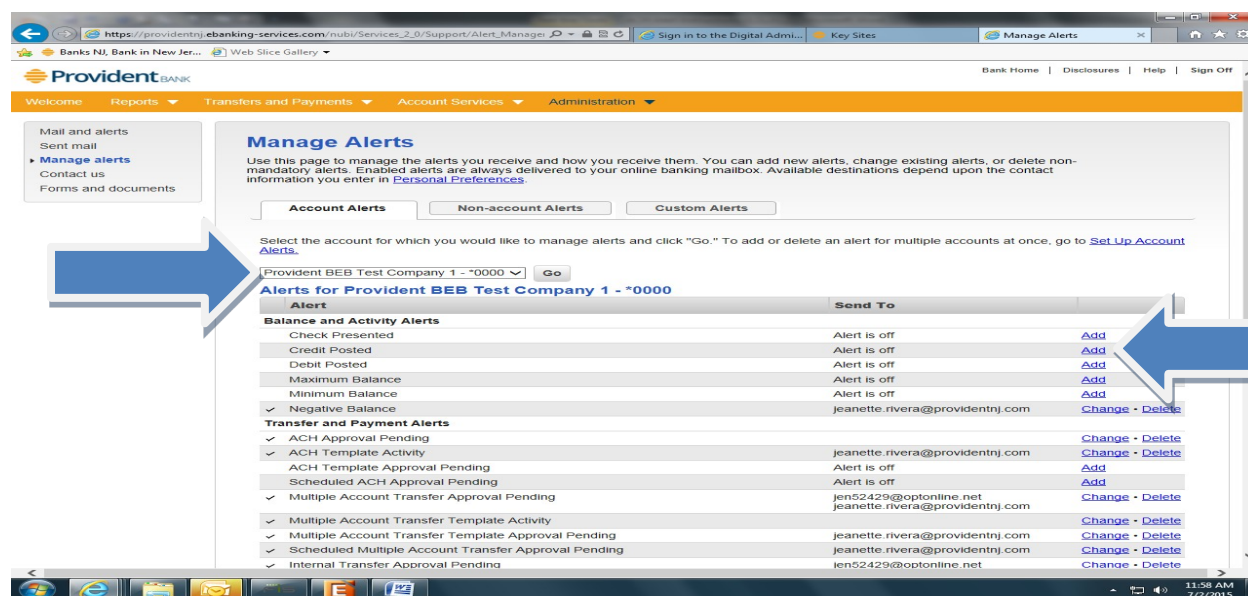 https://providentnj.ebanking-services.com/nubi/Services_2_0/Support/Alert_Manager
Sign in to the Digital Admi...
Key Sites
Manage Alerts
Banks NJ, Bank in New Jer...
Web Slice Gallery
Provident BANK
Bank Home | Disclosures | Help | Sign Off
Welcome Reports Transfers and Payments Account Services Administration
Mail and alerts
Sent mail
Manage alerts
Contact us
Forms and documents
Manage Alerts
Use this page to manage the alerts you receive and how you receive them. You can add new alerts, change existing alerts, or delete non-
mandatory alerts. Enabled alerts are always delivered to your online banking mailbox. Available destinations depend upon the contact
information you enter in Personal Preferences.
Account Alerts Non-account Alerts Custom Alerts
Select the account for which you would like to manage alerts and click "Go." To add or delete an alert for multiple accounts at once, go to Set Up Account
Alerts.
Provident BEB Test Company 1 - *0000 Go
Alerts for Provident BEB Test Company 1 - *0000
Alert Send To
Balance and Activity Alerts
Check Presented Alert is off Add
Credit Posted Alert is off Add
Debit Posted Alert is off Add
Maximum Balance Alert is off Add
Minimum Balance Alert is off Add
✓ Negative Balance jeanette.rivera@providentnj.com Change • Delete
Transfer and Payment Alerts
✓ ACH Approval Pending Change • Delete
✓ ACH Template Activity jeanette.rivera@providentnj.com Change • Delete
ACH Template Approval Pending Alert is off Add
Scheduled ACH Approval Pending Alert is off Add
✓ Multiple Account Transfer Approval Pending jen52429@optonline.net Change • Delete
jeanette.rivera@providentnj.com
✓ Multiple Account Transfer Template Activity Change • Delete
✓ Multiple Account Transfer Template Approval Pending jeanette.rivera@providentnj.com Change • Delete
✓ Scheduled Multiple Account Transfer Approval Pending jeanette.rivera@providentnj.com Change • Delete
✓ Internal Transfer Approval Pending jen52429@optonline.net Change • Delete
11:58 AM
7/2/2015